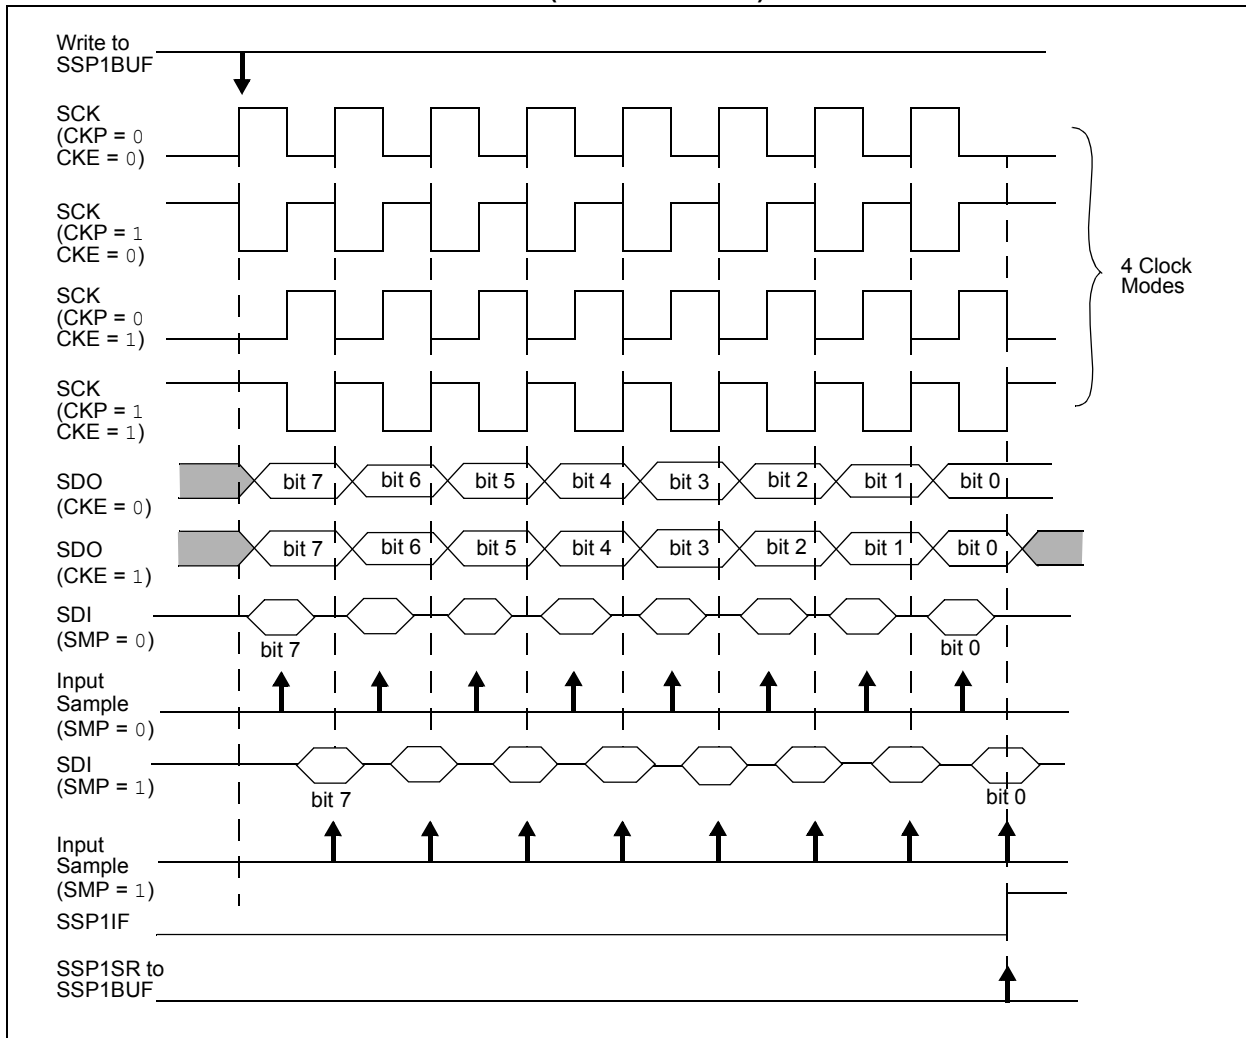 Write to
SSP1BUF
SCK
(CKP = 0
CKE = 0)
SCK
(CKP = 1
CKE = 0)
SCK
(CKP = 0
CKE = 1)
SCK
(CKP = 1
CKE = 1)
4 Clock
Modes
SDO
(CKE = 0)
bit 7 bit 6 bit 5 bit 4 bit 3 bit 2 bit 1 bit 0
SDO
(CKE = 1)
bit 7 bit 6 bit 5 bit 4 bit 3 bit 2 bit 1 bit 0
SDI
(SMP = 0)
bit 7 bit 0
Input
Sample
(SMP = 0)
SDI
(SMP = 1)
bit 7 bit 0
Input
Sample
(SMP = 1)
SSP1IF
SSP1SR to
SSP1BUF